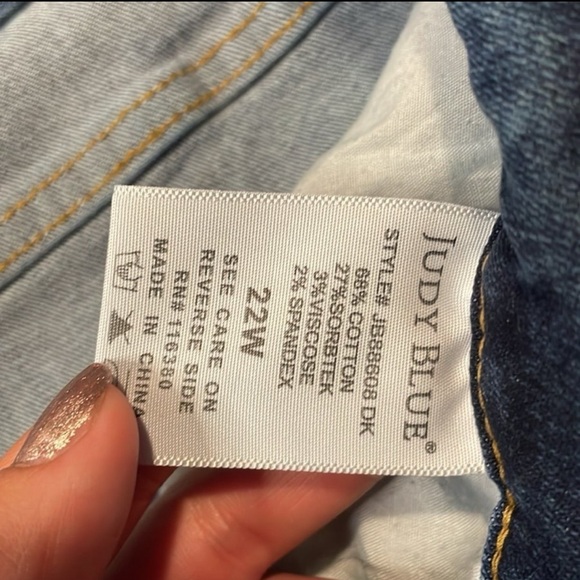 JUDY BLUE®
STYLE# JB88608 DK
68% COTTON
27%SORBTEK
3%VISCOSE
2% SPANDEX
22W
SEE CARE ON
REVERSE SIDE
RN# 116380
MADE IN CHINA